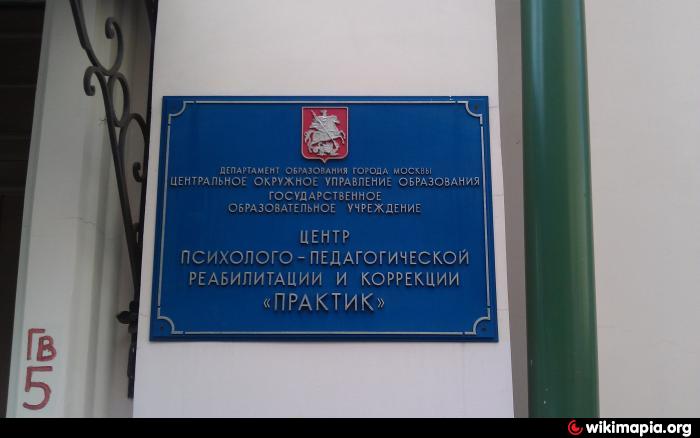 ДЕПАРТАМЕНТ ОБРАЗОВАНИЯ ГОРОДА МОСКВЫ
ЦЕНТРАЛЬНОЕ ОКРУЖНОЕ УПРАВЛЕНИЕ ОБРАЗОВАНИЯ
ГОСУДАРСТВЕННОЕ
ОБРАЗОВАТЕЛЬНОЕ УЧРЕЖДЕНИЕ
ЦЕНТР
ПСИХОЛОГО-ПЕДАГОГИЧЕСКОЙ
РЕАБИЛИТАЦИИ И КОРРЕКЦИИ
«ПРАКТИК»
ГВ
5
wikimapia.org